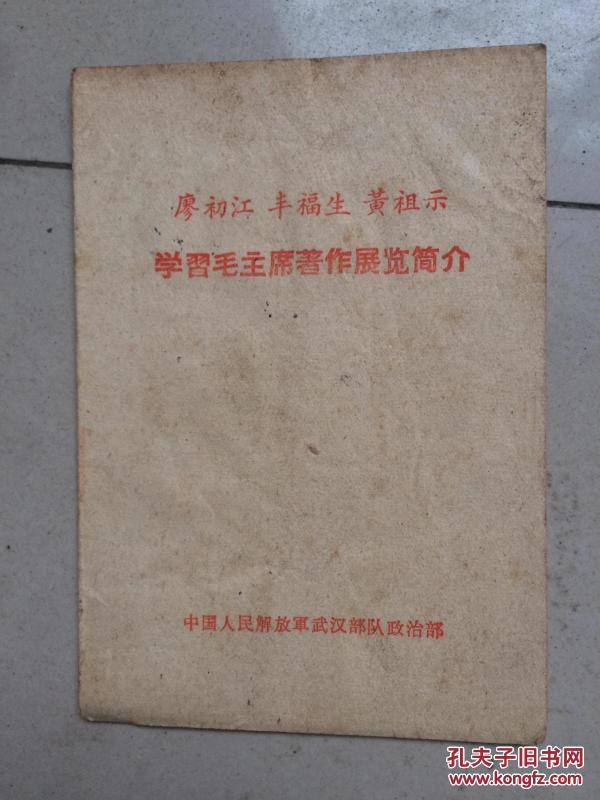 廖初江 丰福生 黄祖示
学習毛主席著作展览简介
中国人民解放軍武汉部队政治部
孔夫子旧书网
www.kongfz.com